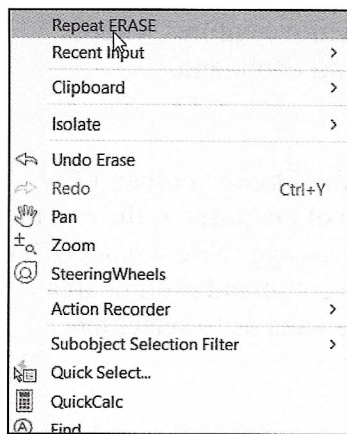 Repeat ERASE
Recent Input >
Clipboard >
Isolate >
Undo Erase
Redo Ctrl+Y
Pan
Zoom
SteeringWheels
Action Recorder >
Subobject Selection Filter >
Quick Select...
QuickCalc
Find